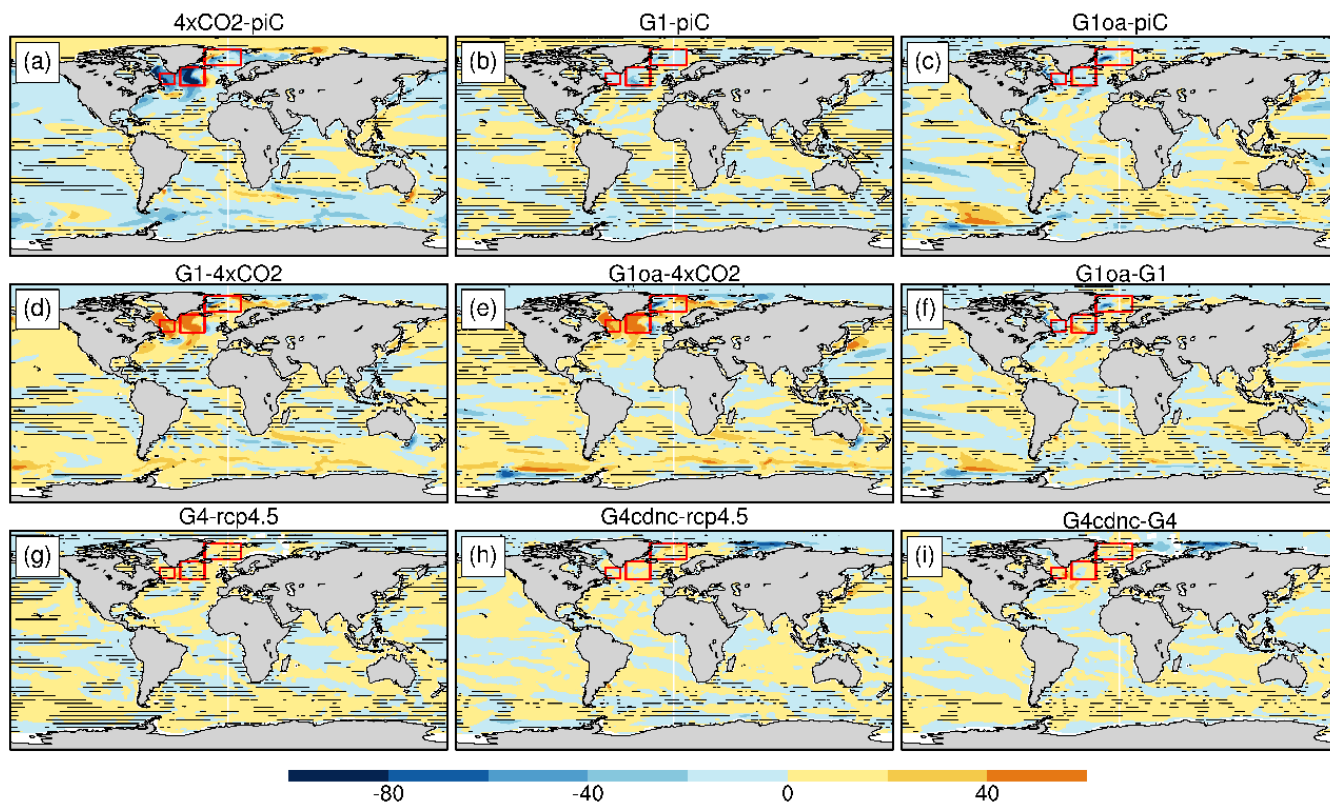 4xCO2-piC
G1-piC
G1oa-piC
(a)
(b)
(c)
G1-4xCO2
G1oa-4xCO2
G1oa-G1
(d)
(e)
(f)
G4-rcp4.5
G4cdnc-rcp4.5
G4cdnc-G4
(g)
(h)
(i)
-80 -40 0 40